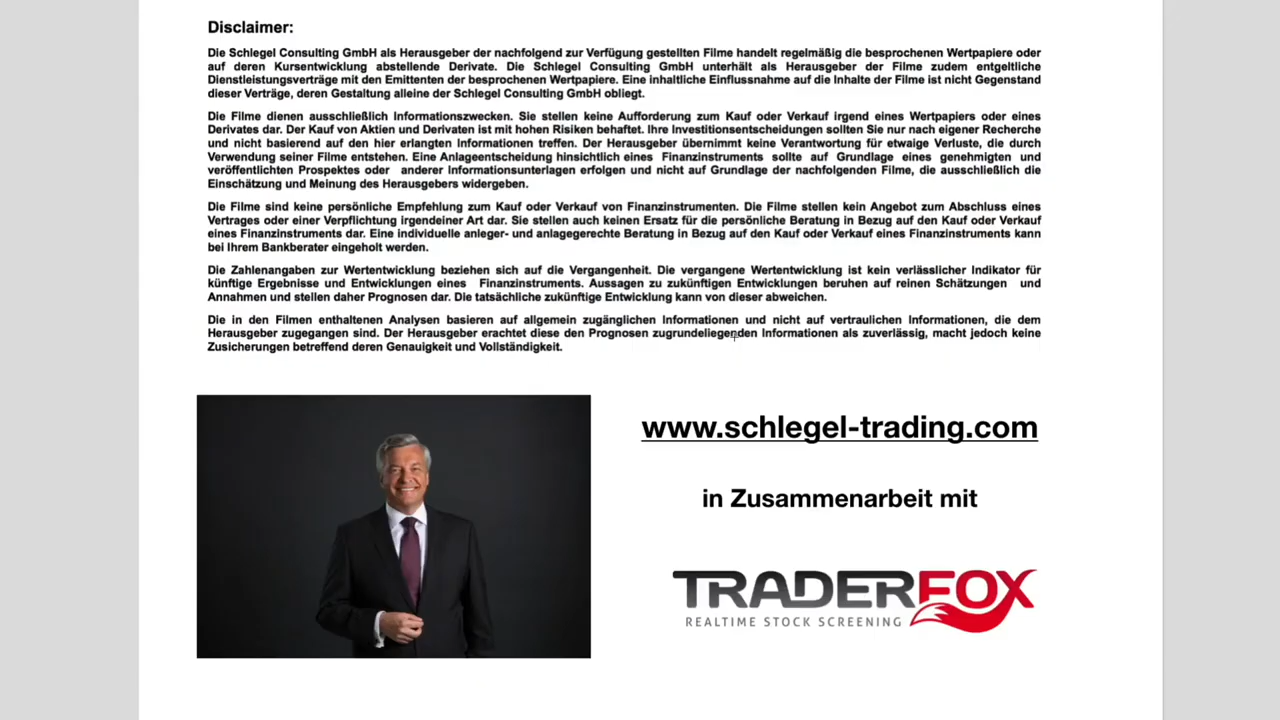 Disclaimer:
Die Schlegel Consulting GmbH als Herausgeber der nachfolgend zur Verfügung gestellten Filme handelt regelmäßig die besprochenen Wertpapiere oder
auf deren Kursentwicklung abstellende Derivate. Die Schlegel Consulting GmbH unterhält als Herausgeber der Filme zudem entgeltliche
Dienstleistungsverträge mit den Emittenten der besprochenen Wertpapiere. Eine inhaltliche Einflussnahme auf die Inhalte der Filme ist nicht Gegenstand
dieser Verträge, deren Gestaltung alleine der Schlegel Consulting GmbH obliegt.
Die Filme dienen ausschließlich Informationszwecken. Sie stellen keine Aufforderung zum Kauf oder Verkauf irgend eines Wertpapiers oder eines
Derivates dar. Der Kauf von Aktien und Derivaten ist mit hohen Risiken behaftet. Ihre Investitionsentscheidungen sollten Sie nur nach eigener Recherche
und nicht basierend auf den hier erlangten Informationen treffen. Der Herausgeber übernimmt keine Verantwortung für etwaige Verluste, die durch
Verwendung seiner Filme entstehen. Eine Anlageentscheidung hinsichtlich eines Finanzinstruments sollte auf Grundlage eines genehmigten und
veröffentlichten Prospektes oder anderer Informationsunterlagen erfolgen und nicht auf Grundlage der nachfolgenden Filme, die ausschließlich die
Einschätzung und Meinung des Herausgebers widergeben.
Die Filme sind keine persönliche Empfehlung zum Kauf oder Verkauf von Finanzinstrumenten. Die Filme stellen kein Angebot zum Abschluss eines
Vertrages oder einer Verpflichtung irgendeiner Art dar. Sie stellen auch keinen Ersatz für die persönliche Beratung in Bezug auf den Kauf oder Verkauf
eines Finanzinstruments dar. Eine individuelle anleger- und anlagegerechte Beratung in Bezug auf den Kauf oder Verkauf eines Finanzinstruments kann
bei Ihrem Bankberater eingeholt werden.
Die Zahlenangaben zur Wertentwicklung beziehen sich auf die Vergangenheit. Die vergangene Wertentwicklung ist kein verlässlicher Indikator für
künftige Ergebnisse und Entwicklungen eines Finanzinstruments. Aussagen zu zukünftigen Entwicklungen beruhen auf reinen Schätzungen und
Annahmen und stellen daher Prognosen dar. Die tatsächliche zukünftige Entwicklung kann von dieser abweichen.
Die in den Filmen enthaltenen Analysen basieren auf allgemein zugänglichen Informationen und nicht auf vertraulichen Informationen, die dem
Herausgeber zugegangen sind. Der Herausgeber erachtet diese den Prognosen zugrundeliegenden Informationen als zuverlässig, macht jedoch keine
Zusicherungen betreffend deren Genauigkeit und Vollständigkeit.
www.schlegel-trading.com
in Zusammenarbeit mit
TRADERFOX
REALTIME STOCK SCREENING